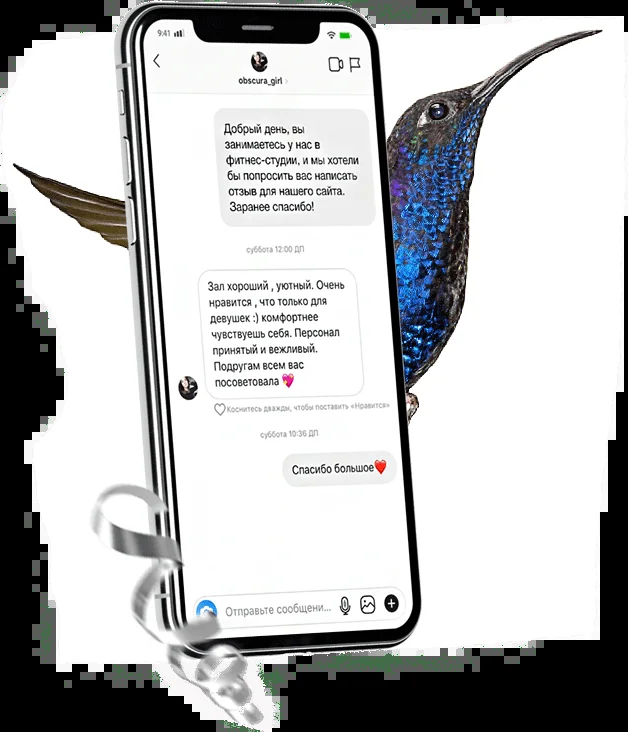 9:41
obscura_girl
Добрый день, вы
занимаетесь у нас в
фитнес-студии, и мы хотели
бы попросить вас написать
отзыв для нашего сайта.
Заранее спасибо!
суббота 12:00 ДП
Зал хороший , уютный. Очень
нравится , что только для
девушек :) комфортнее
чувствуешь себя. Персонал
принятый и вежливый.
Подругам всем вас
посоветовала 💖
Коснитесь дважды, чтобы поставить «Нравится»
суббота 10:36 ДП
Спасибо большое❤️
Отправьте сообщени...